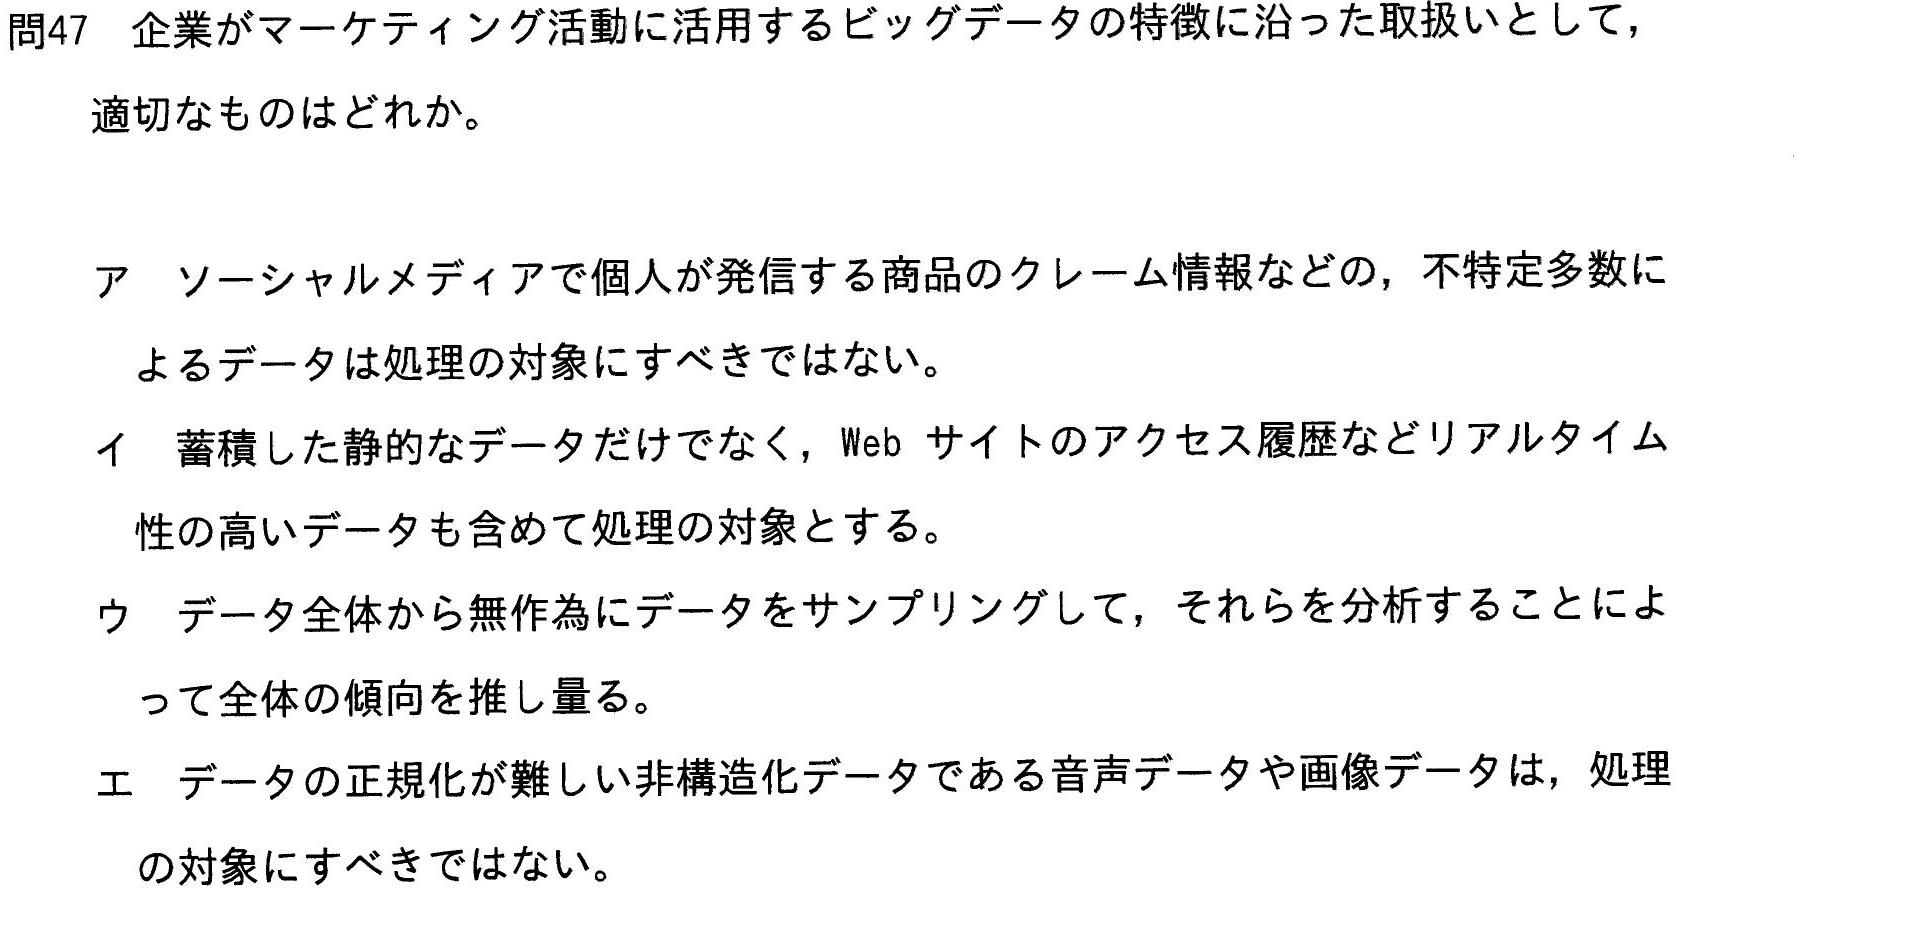 問47　企業がマーケティング活動に活用するビッグデータの特徴に沿った取扱いとして，
適切なものはどれか。
ア　ソーシャルメディアで個人が発信する商品のクレーム情報などの，不特定多数に
よるデータは処理の対象にすべきではない。
イ　蓄積した静的なデータだけでなく，Web サイトのアクセス履歴などリアルタイム
性の高いデータも含めて処理の対象とする。
ウ　データ全体から無作為にデータをサンプリングして，それらを分析することによ
って全体の傾向を推し量る。
エ　データの正規化が難しい非構造化データである音声データや画像データは，処理
の対象にすべきではない。